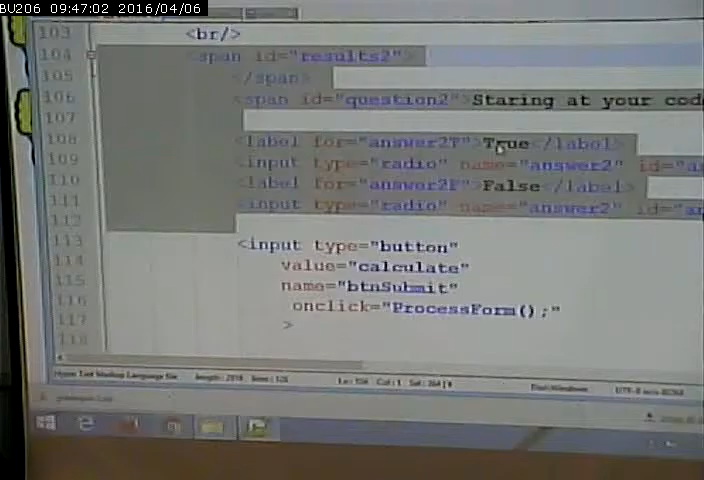 BU206 09:47:02 2016/04/06
103 <br/>
104 <span id="results2">
105 </span>
106 <span id="question2">Staring at your cod
107
108 <label for="answer2T">True</label>
109 <input type="radio" name="answer2" id="an
110 <label for="answer2F">False</label>
111 <input type="radio" name="answer2" id="an
112
113 <input type="button"
114 value="calculate"
115 name="btnSubmit"
116 onclick="ProcessForm();"
117 >
118